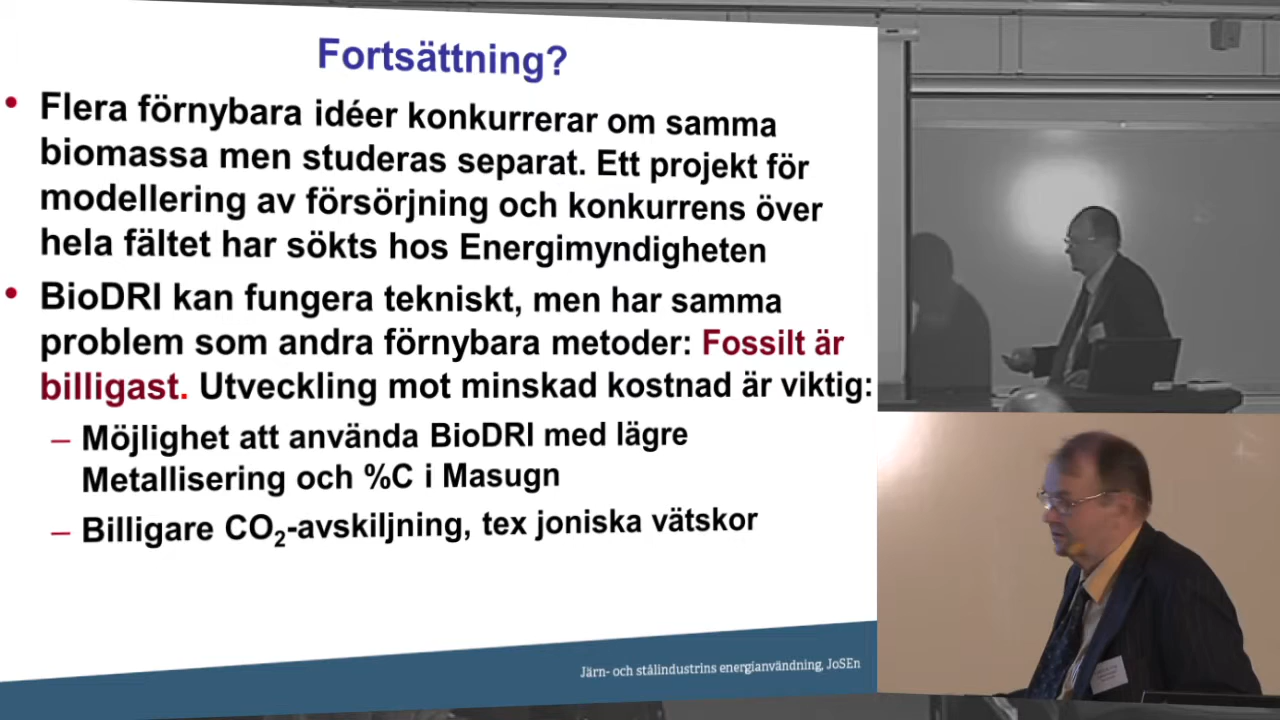 Fortsättning?
• Flera förnybara idéer konkurrerar om samma
biomassa men studeras separat. Ett projekt för
modellering av försörjning och konkurrens över
hela fältet har sökts hos Energimyndigheten
• BioDRI kan fungera tekniskt, men har samma
problem som andra förnybara metoder: Fossilt är
billigast. Utveckling mot minskad kostnad är viktig:
– Möjlighet att använda BioDRI med lägre
Metallisering och %C i Masugn
– Billigare CO₂-avskiljning, tex joniska vätskor
Järn- och stålindustrins energianvändning, JoSEn